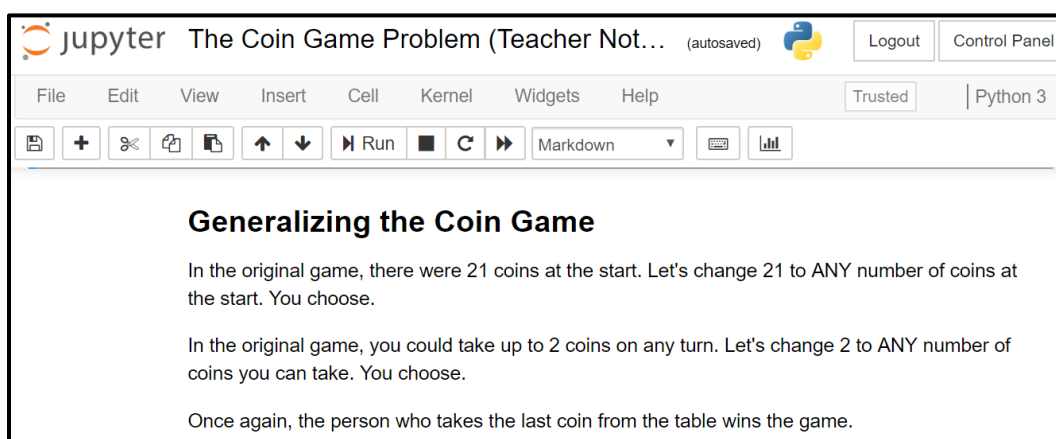 jupyter The Coin Game Problem (Teacher Not... (autosaved) Logout Control Panel
File Edit View Insert Cell Kernel Widgets Help Trusted Python 3
Run Markdown
Generalizing the Coin Game
In the original game, there were 21 coins at the start. Let's change 21 to ANY number of coins at
the start. You choose.
In the original game, you could take up to 2 coins on any turn. Let's change 2 to ANY number of
coins you can take. You choose.
Once again, the person who takes the last coin from the table wins the game.